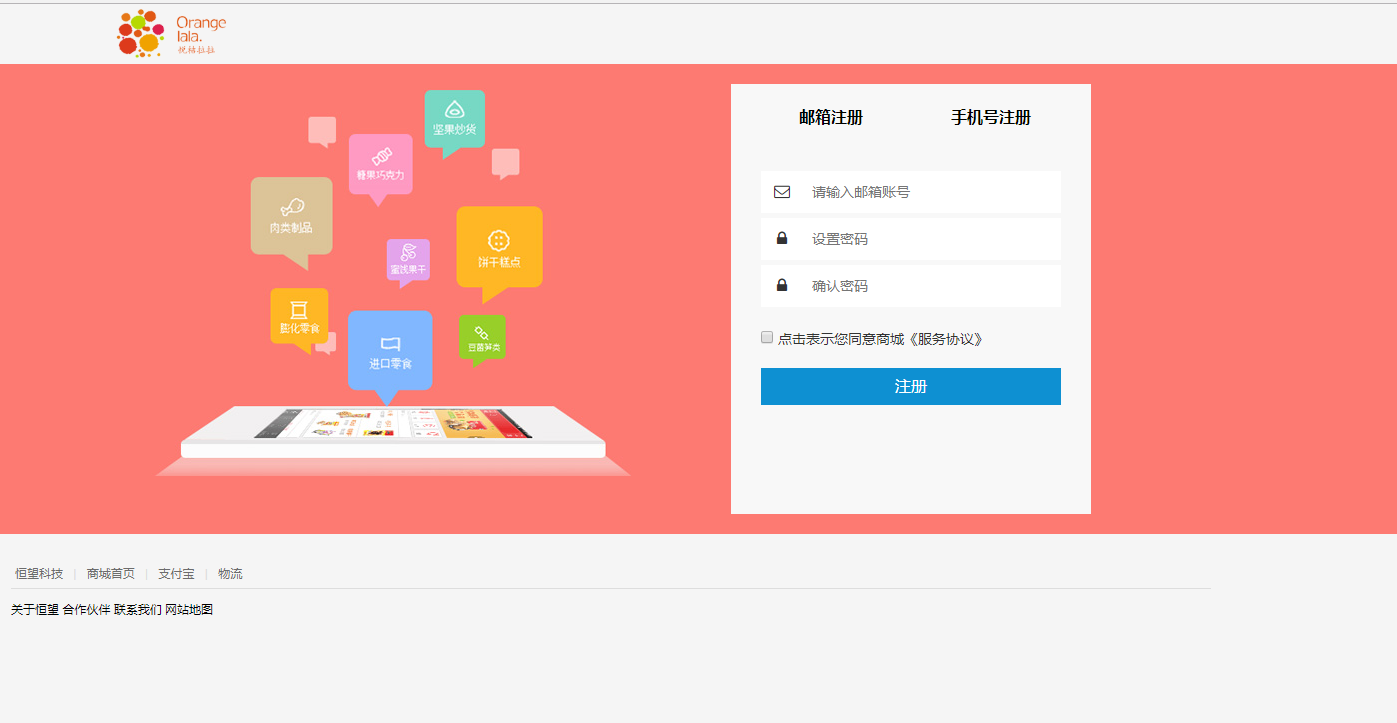 Orange
lala.
悦桔拉拉
坚果炒货
糖果巧克力
肉类制品
蜜饯果干
饼干糕点
膨化零食
进口零食
豆菌笋类
邮箱注册 手机号注册
请输入邮箱账号
设置密码
确认密码
点击表示您同意商城《服务协议》
注册
恒望科技 | 商城首页 | 支付宝 | 物流
关于恒望 合作伙伴 联系我们 网站地图